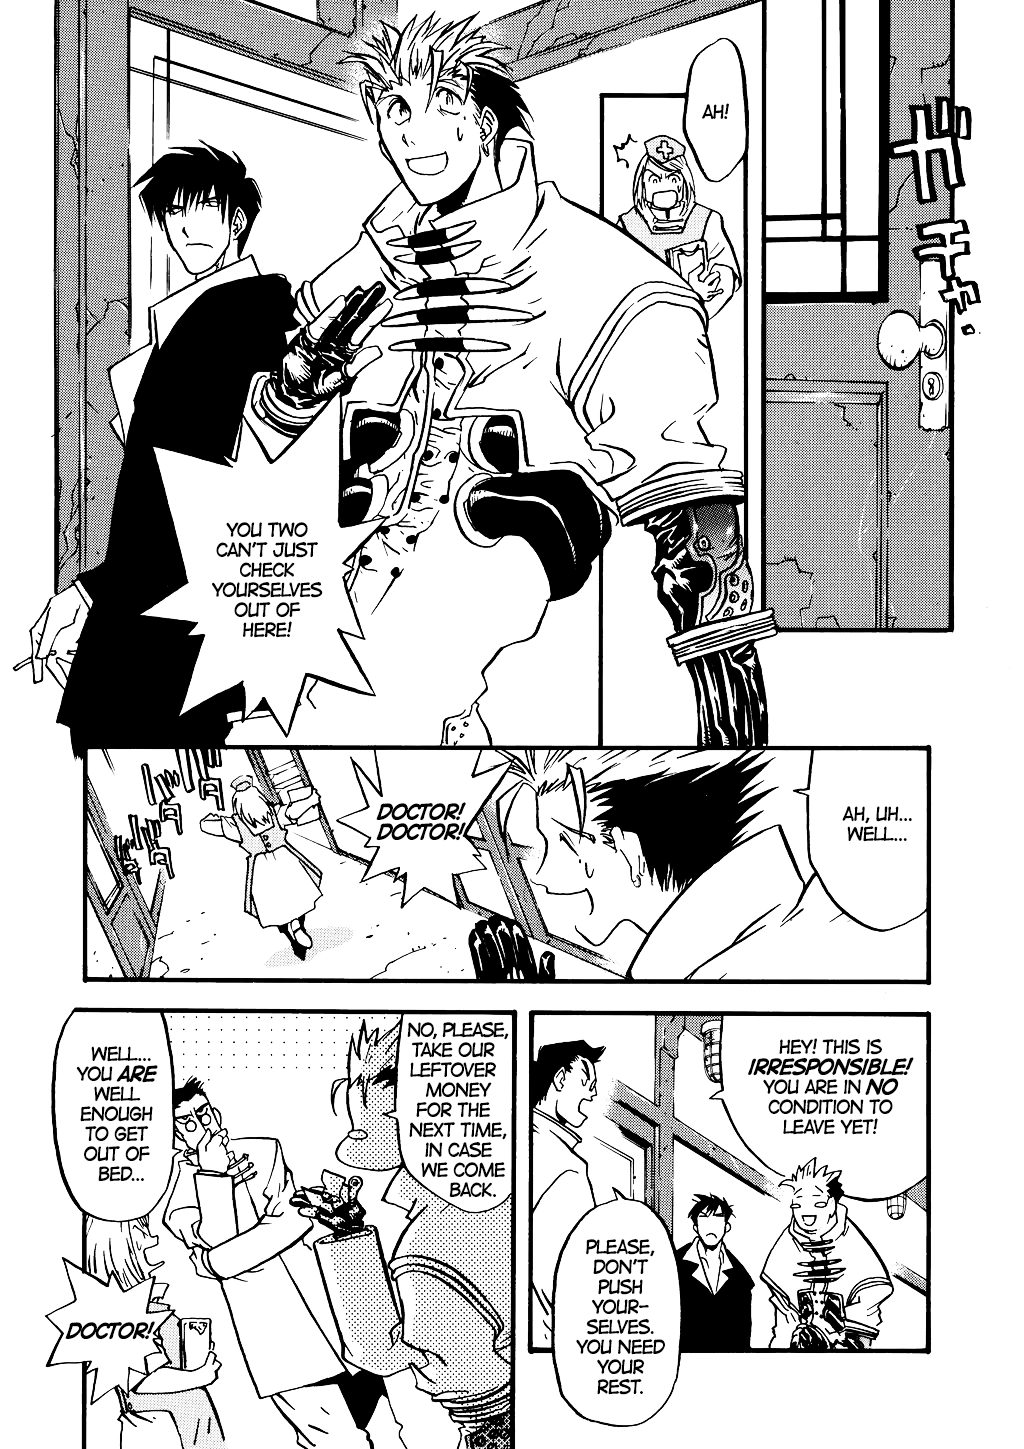 AH!
ガ
チャ.
YOU TWO
CAN'T JUST
CHECK
YOURSELVES
OUT OF
HERE!
AH, UH...
WELL...
DOCTOR!
DOCTOR!
HEY! THIS IS
IRRESPONSIBLE!
YOU ARE IN NO
CONDITION TO
LEAVE YET!
PLEASE,
DON'T
PUSH
YOUR-
SELVES.
YOU NEED
YOUR
REST.
NO, PLEASE,
TAKE OUR
LEFTOVER
MONEY
FOR THE
NEXT TIME,
IN CASE
WE COME
BACK.
WELL...
YOU ARE
WELL
ENOUGH
TO GET
OUT OF
BED...
DOCTOR!